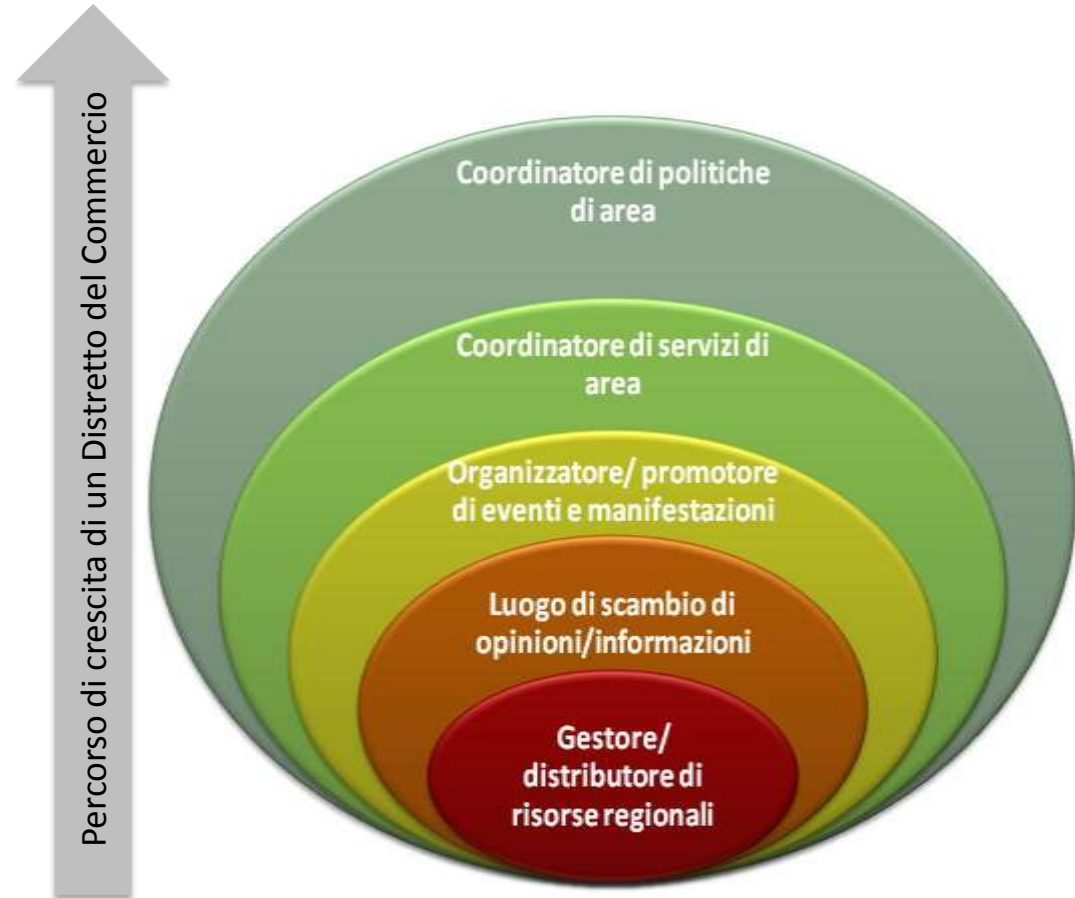 Percorso di crescita di un Distretto del Commercio
Coordinatore di politiche
di area
Coordinatore di servizi di
area
Organizzatore/ promotore
di eventi e manifestazioni
Luogo di scambio di
opinioni/informazioni
Gestore/
distributore di
risorse regionali